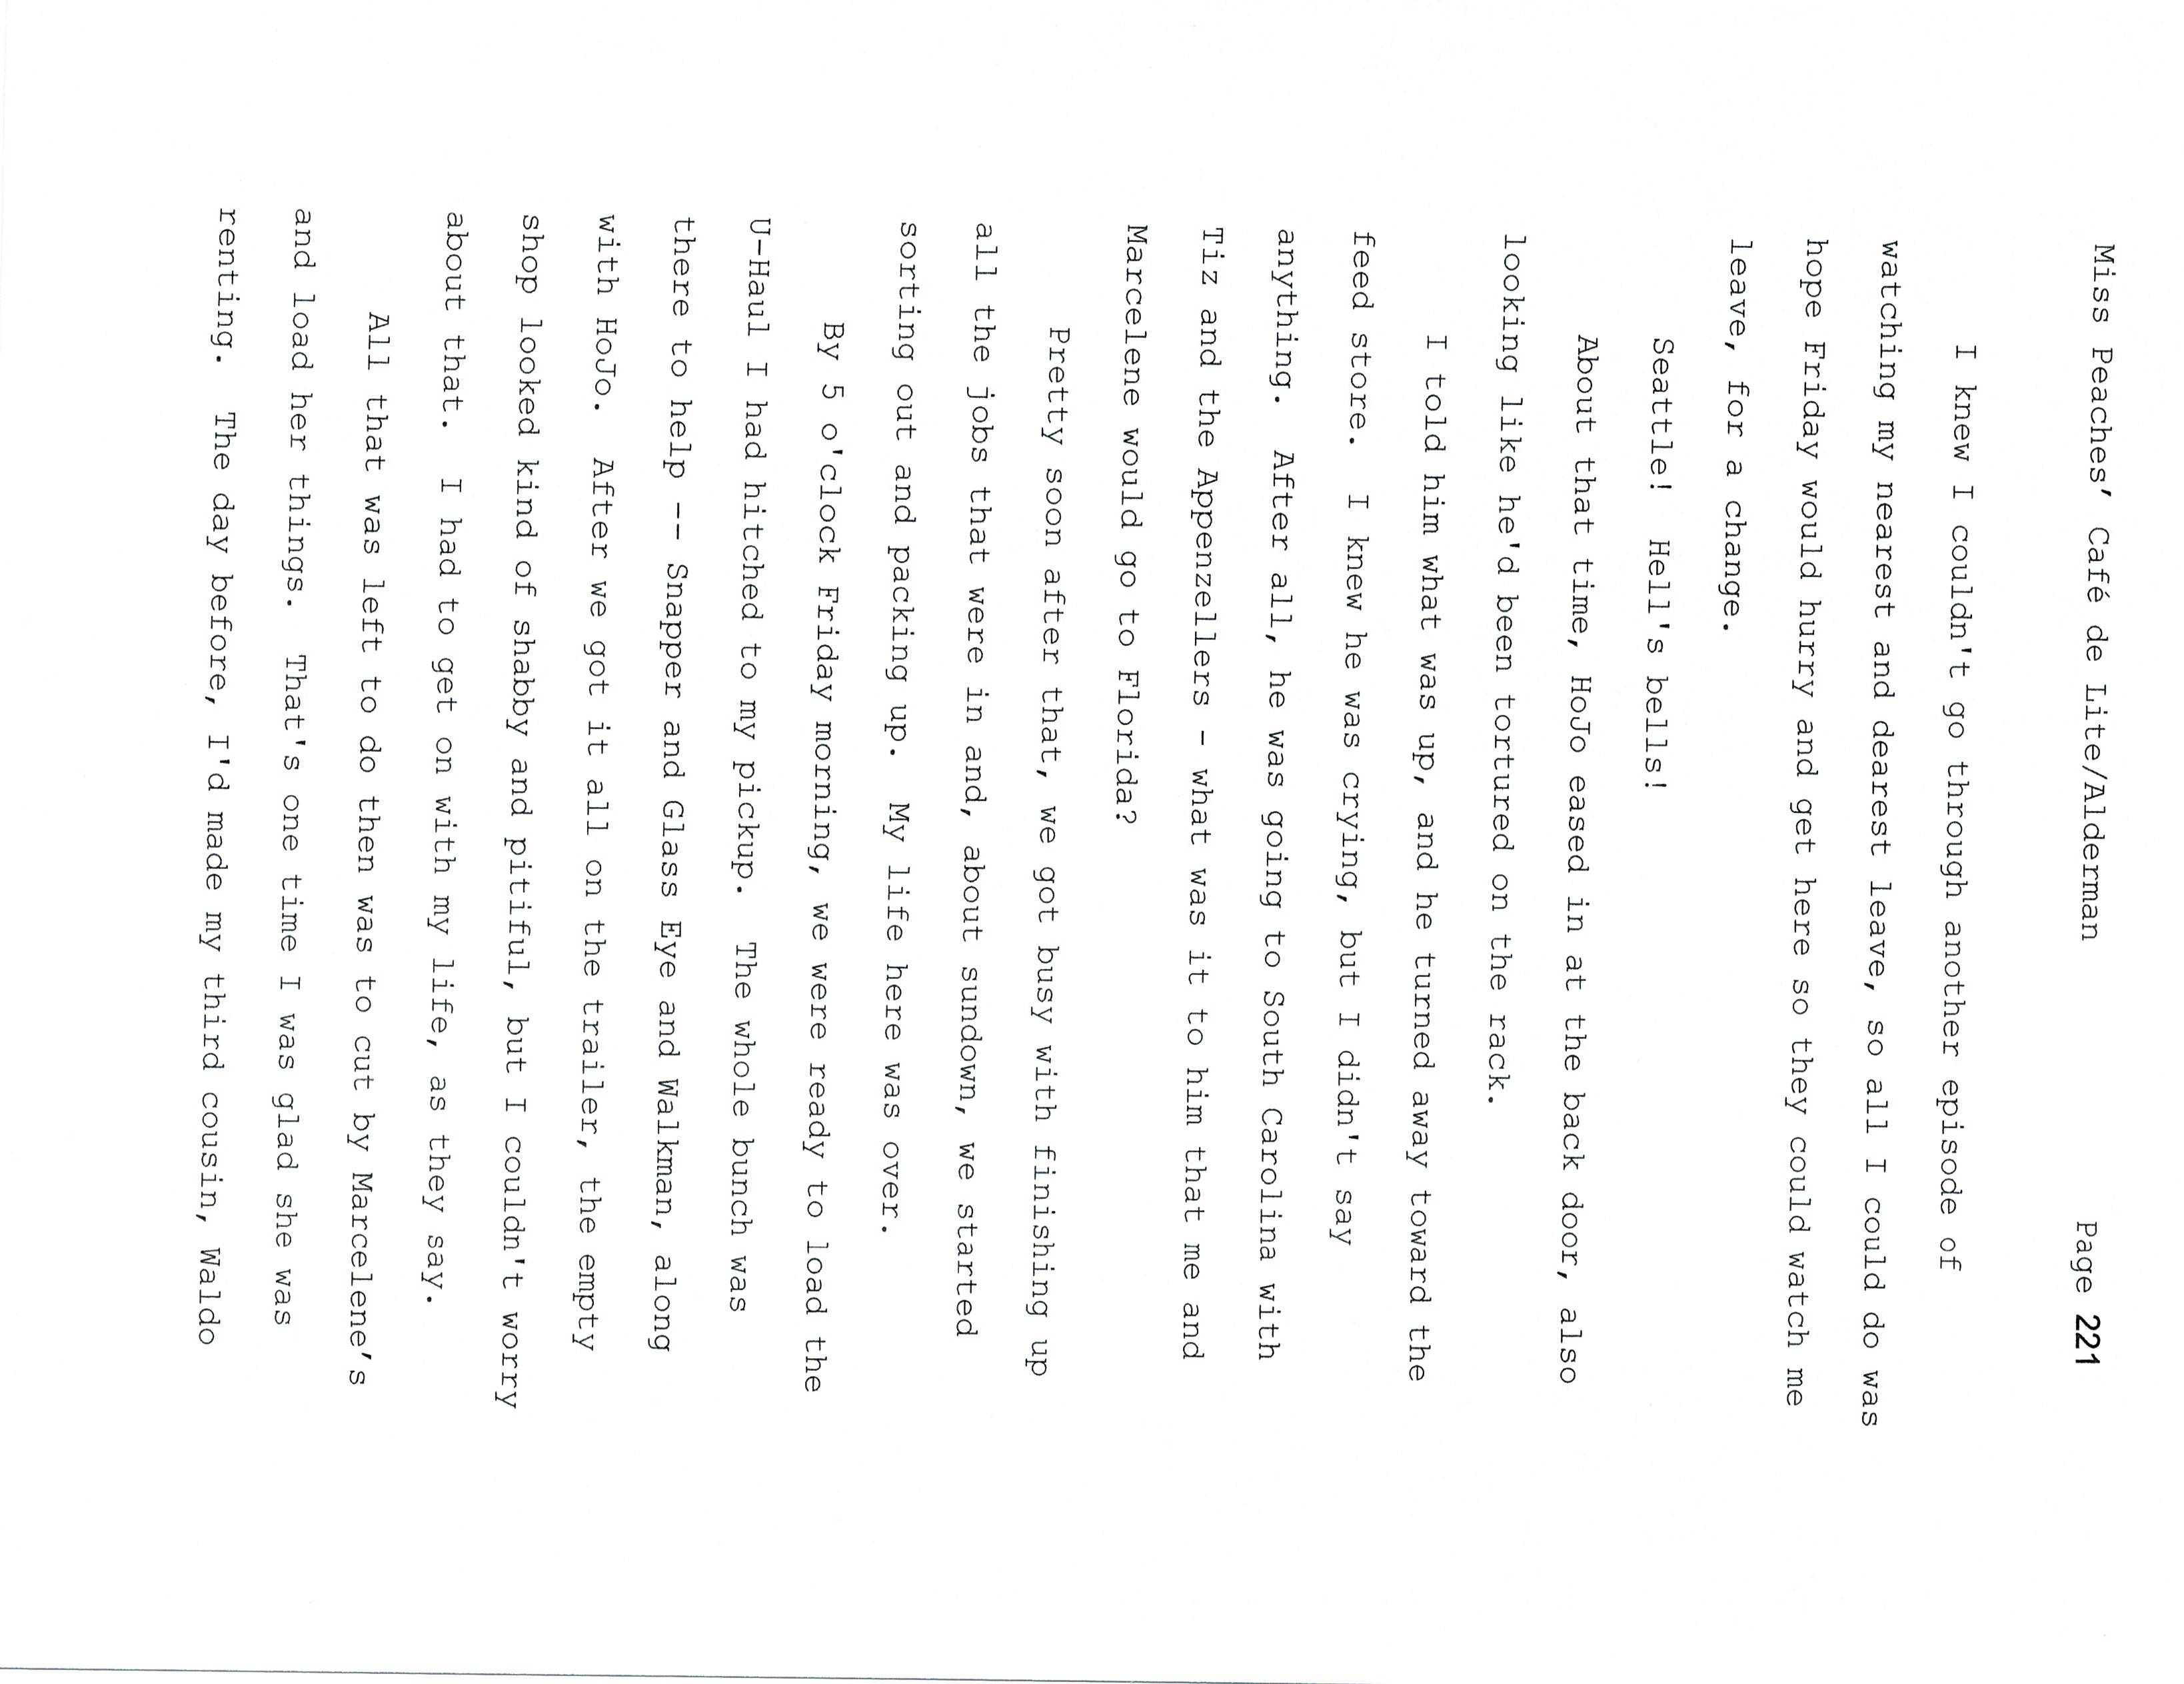 Miss Peaches’ Café de Lite/Alderman Page 221
I knew I couldn't go through another episode of
watching my nearest and dearest leave, so all I could do was
hope Friday would hurry and get here so they could watch me
leave, for a change.
Seattle! Hell's bells!
About that time, HoJo eased in at the back door, also
looking like he'd been tortured on the rack.
I told him what was up, and he turned away toward the
feed store. I knew he was crying, but I didn't say
anything. After all, he was going to South Carolina with
Tiz and the Appenzellers - what was it to him that me and
Marcelene would go to Florida?
Pretty soon after that, we got busy with finishing up
all the jobs that were in and, about sundown, we started
sorting out and packing up. My life here was over.
By 5 o'clock Friday morning, we were ready to load the
U-Haul I had hitched to my pickup. The whole bunch was
there to help -- Snapper and Glass Eye and Walkman, along
with HoJo. After we got it all on the trailer, the empty
shop looked kind of shabby and pitiful, but I couldn't worry
about that. I had to get on with my life, as they say.
All that was left to do then was to cut by Marcelene’s
and load her things. That's one time I was glad she was
renting. The day before, I'd made my third cousin, Waldo